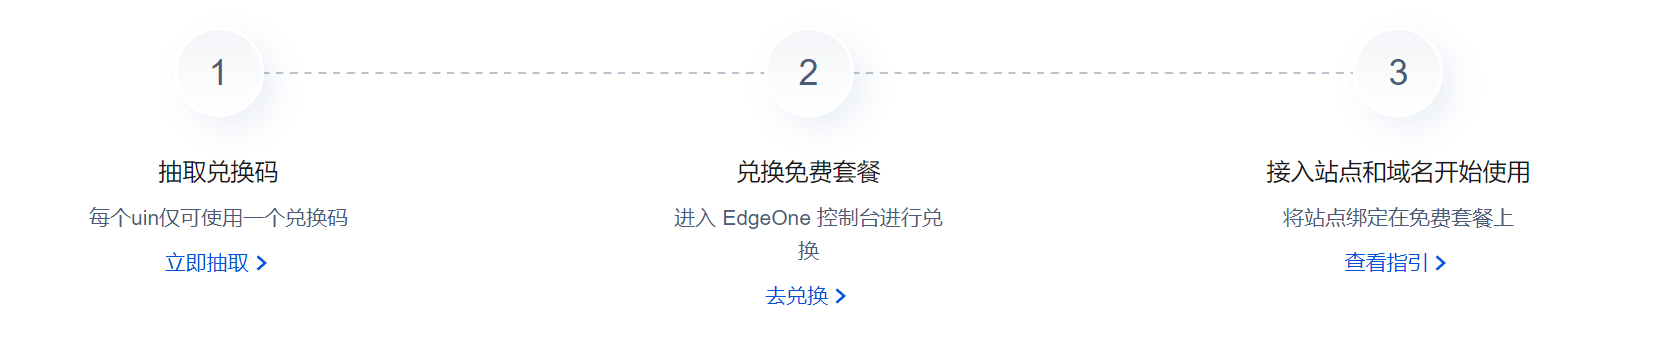 1
2
3
抽取兑换码
每个uin仅可使用一个兑换码
立即抽取
兑换免费套餐
进入 EdgeOne 控制台进行兑
换
去兑换
接入站点和域名开始使用
将站点绑定在免费套餐上
查看指引